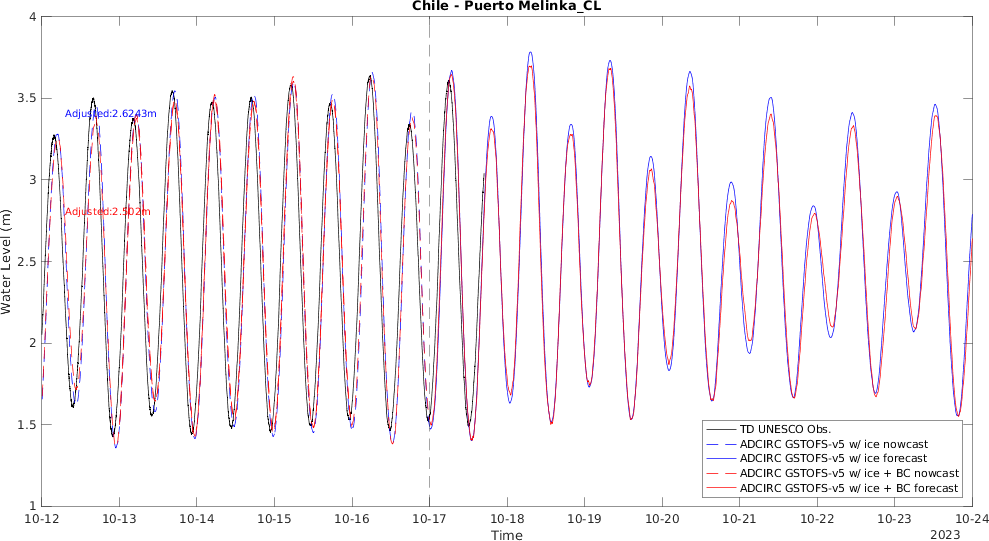 Chile - Puerto Melinka_CL
Water Level (m)
4
3.5
3
2.5
2
1.5
1
Adjusted:2.6243m
Adjusted:2.502m
TD UNESCO Obs.
ADCIRC GSTOFS-v5 w/ ice nowcast
ADCIRC GSTOFS-v5 w/ ice forecast
ADCIRC GSTOFS-v5 w/ ice + BC nowcast
ADCIRC GSTOFS-v5 w/ ice + BC forecast
10-12 10-13 10-14 10-15 10-16 10-17 10-18 10-19 10-20 10-21 10-22 10-23 10-24
Time
2023